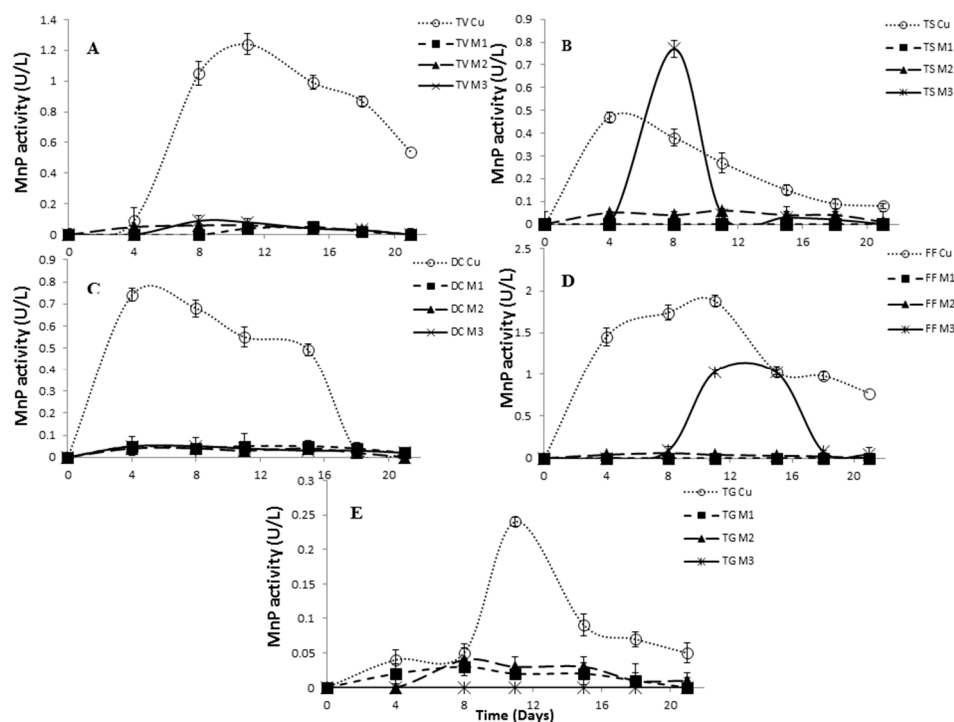 A
MnP activity (U/L)
1.4
1.2
1
0.8
0.6
0.4
0.2
0
0 4 8 12 16 20
TV Cu
TV M1
TV M2
TV M3
B
MnP activity (U/L)
0.9
0.8
0.7
0.6
0.5
0.4
0.3
0.2
0.1
0
0 4 8 12 16 20
TS Cu
TS M1
TS M2
TS M3
C
MnP activity (U/L)
0.9
0.8
0.7
0.6
0.5
0.4
0.3
0.2
0.1
0
0 4 8 12 16 20
DC Cu
DC M1
DC M2
DC M3
D
MnP activity (U/L)
2.5
2
1.5
1
0.5
0
0 4 8 12 16 20
FF Cu
FF M1
FF M2
FF M3
E
MnP activity (U/L)
0.3
0.25
0.2
0.15
0.1
0.05
0
0 4 8 12 16 20
Time (Days)
TG Cu
TG M1
TG M2
TG M3